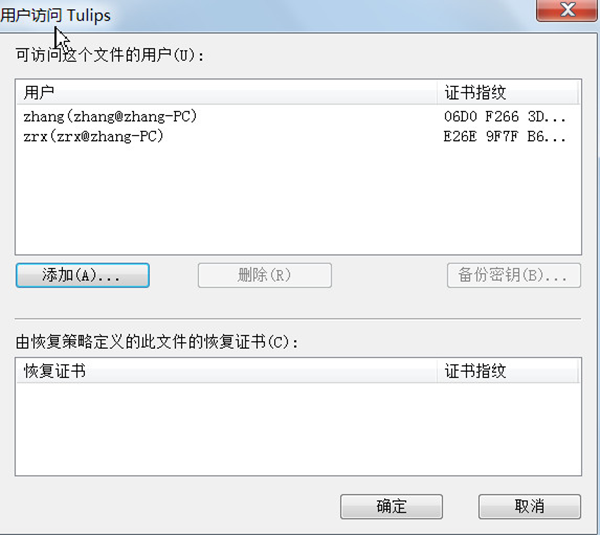 用户访问 Tulips
可访问这个文件的用户(U):
用户 证书指纹
zhang(zhang@zhang-PC) 06D0 F266 3D...
zrx(zrx@zhang-PC) E26E 9F7F B6...
添加(A)... 删除(R) 备份密钥(B)...
由恢复策略定义的此文件的恢复证书(C):
恢复证书 证书指纹
确定 取消